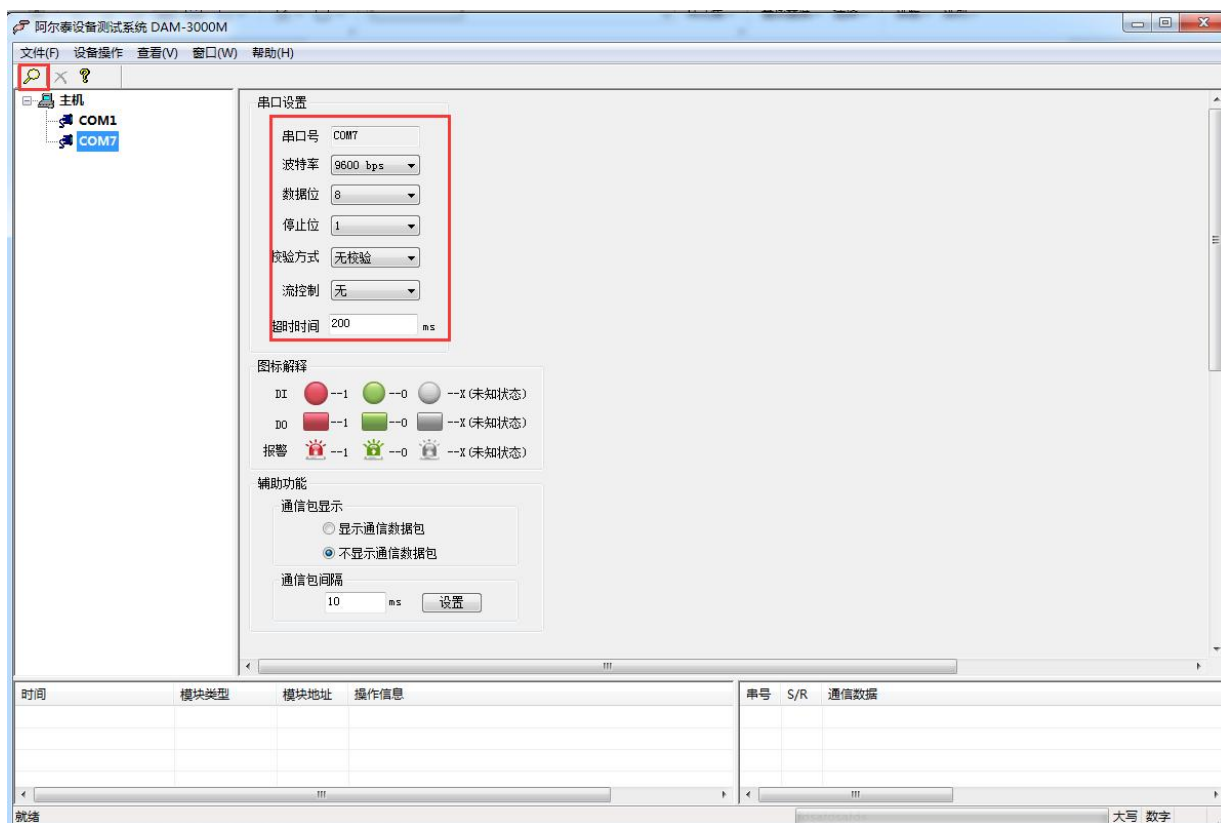 阿尔泰设备测试系统 DAM-3000M
文件(F) 设备操作 查看(V) 窗口(W) 帮助(H)
主机
COM1
COM7
串口设置
串口号 COM7
波特率 9600 bps
数据位 8
停止位 1
校验方式 无校验
流控制 无
超时时间 200 ms
图标解释
DI --1 --0 --X(未知状态)
DO --1 --0 --X(未知状态)
报警 --1 --0 --X(未知状态)
辅助功能
通信包显示
显示通信数据包
不显示通信数据包
通信包间隔
10 ms 设置
时间 模块类型 模块地址 操作信息
串号 S/R 通信数据
就绪 大写 数字